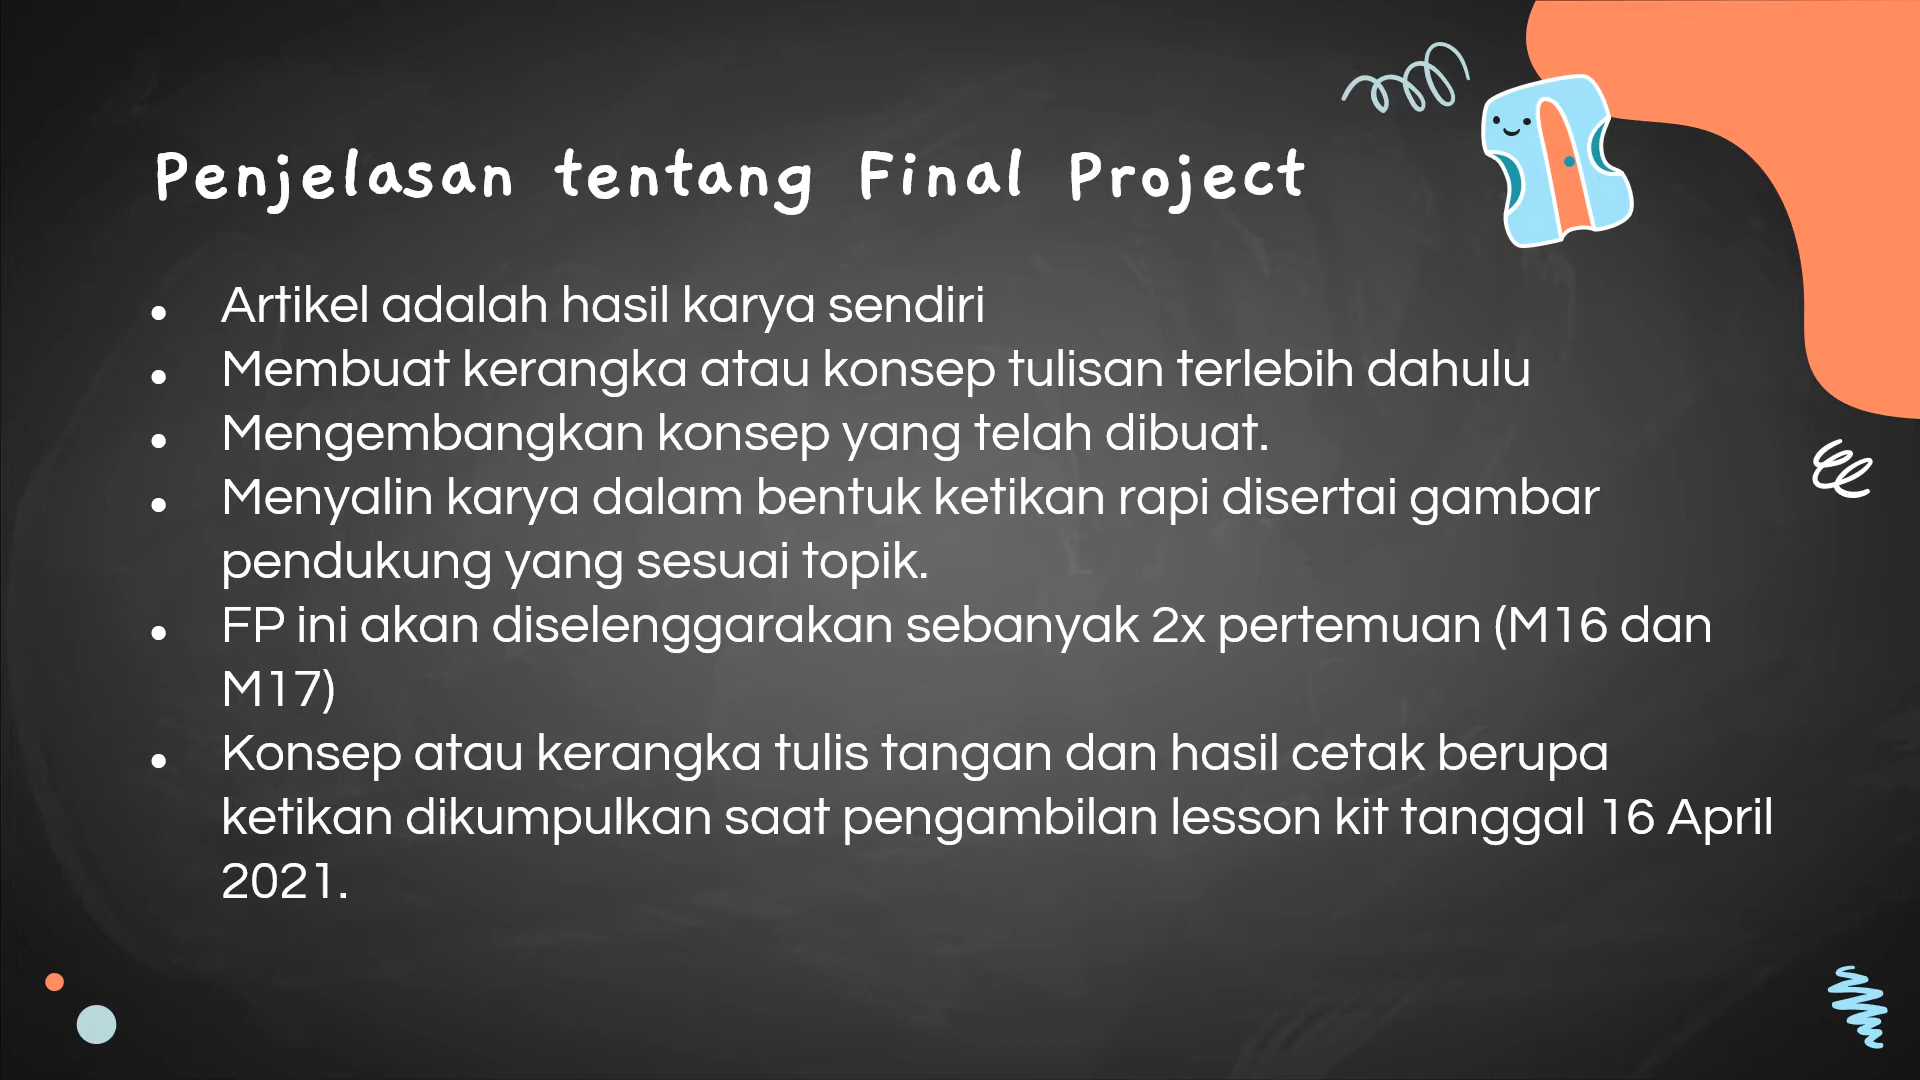 Penjelasan tentang Final Project
• Artikel adalah hasil karya sendiri
• Membuat kerangka atau konsep tulisan terlebih dahulu
• Mengembangkan konsep yang telah dibuat.
• Menyalin karya dalam bentuk ketikan rapi disertai gambar
pendukung yang sesuai topik.
• FP ini akan diselenggarakan sebanyak 2x pertemuan (M16 dan
M17)
• Konsep atau kerangka tulis tangan dan hasil cetak berupa
ketikan dikumpulkan saat pengambilan lesson kit tanggal 16 April
2021.